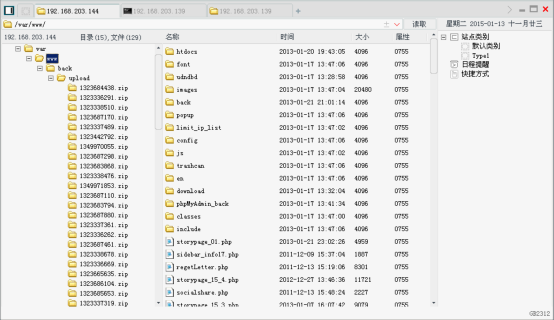 192.168.203.144
192.168.203.139
192.168.203.139
/var/www/
读取
星期二 2015-01-13 十一月廿三
192.168.203.144
目录(15),文件(129)
名称 时间 大小 属性
站点类别
默认类别
Type1
日程提醒
快捷方式
var
www
back
upload
1323684438.zip
1323336291.zip
1323338510.zip
1323687170.zip
1323337489.zip
1323442792.zip
1349970055.zip
1323687298.zip
1323683868.zip
1323338476.zip
1349971853.zip
1323687110.zip
1323683794.zip
1323687880.zip
1323337361.zip
1323336262.zip
1323687461.zip
1323338678.zip
1323336669.zip
1323685635.zip
1323686104.zip
1323685653.zip
1323337319.zip
htdocs 2013-01-20 19:43:05 4096 0755
font 2013-01-17 13:47:06 4096 0755
udndbd 2013-01-17 13:28:58 4096 0755
images 2013-01-17 13:47:04 20480 0755
back 2013-01-21 21:01:14 4096 0755
popup 2013-01-17 13:47:06 4096 0755
limit_ip_list 2013-01-17 13:47:02 4096 0755
config 2013-01-17 13:47:06 4096 0755
js 2013-01-17 13:47:02 4096 0755
trashcan 2013-01-17 13:47:06 4096 0755
en 2013-01-17 13:47:06 4096 0755
download 2013-01-17 13:32:04 4096 0755
phpMyAdmin_back 2013-01-17 13:41:34 4096 0755
classes 2013-01-17 13:47:00 4096 0755
include 2013-01-17 13:47:06 4096 0755
storypage_01.php 2013-01-21 23:02:26 4959 0755
sidebar_info17.php 2011-12-09 15:37:04 1887 0755
regetLetter.php 2011-12-13 15:19:06 8301 0755
storypage_15_4.php 2012-12-27 13:46:36 11721 0755
socialshare.php 2011-12-13 15:48:24 2227 0755
storypage_15_3.php 2013-01-07 16:07:42 9079 0755
GB2312